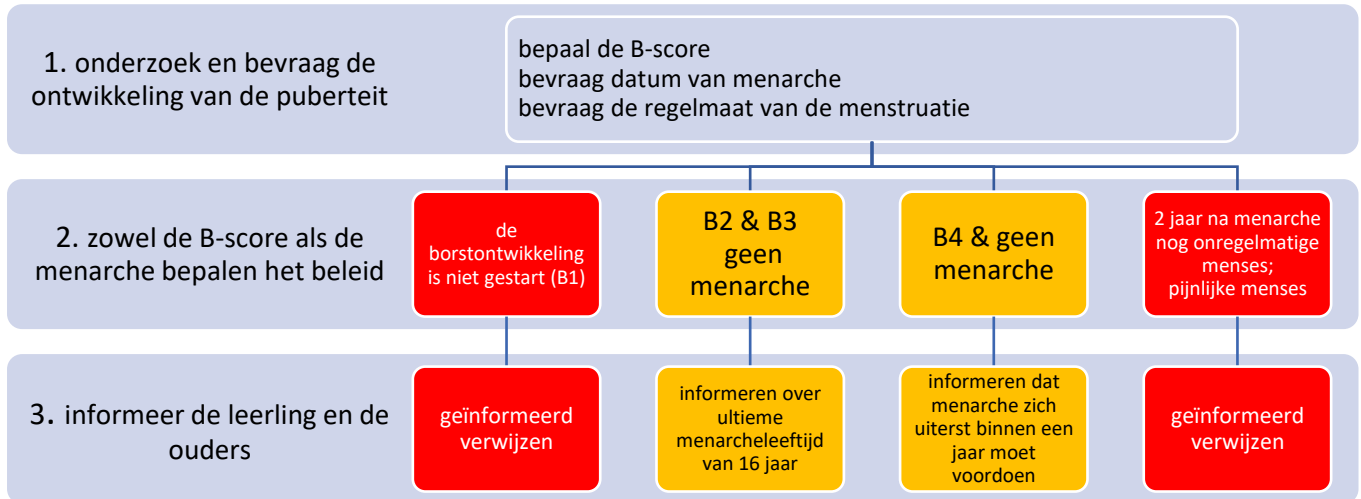 1. onderzoek en bevraag de
ontwikkeling van de puberteit
bepaal de B-score
bevraag datum van menarche
bevraag de regelmaat van de menstruatie
2. zowel de B-score als de
menarche bepalen het beleid
de
borstontwikkeling
is niet gestart (B1)
B2 & B3
geen
menarche
B4 & geen
menarche
2 jaar na menarche
nog onregelmatige
menses;
pijnlijke menses
3. informeer de leerling en de
ouders
geïnformeerd
verwijzen
informeren over
ultieme
menarcheleeftijd
van 16 jaar
informeren dat
menarche zich
uiterst binnen een
jaar moet
voordoen
geïnformeerd
verwijzen